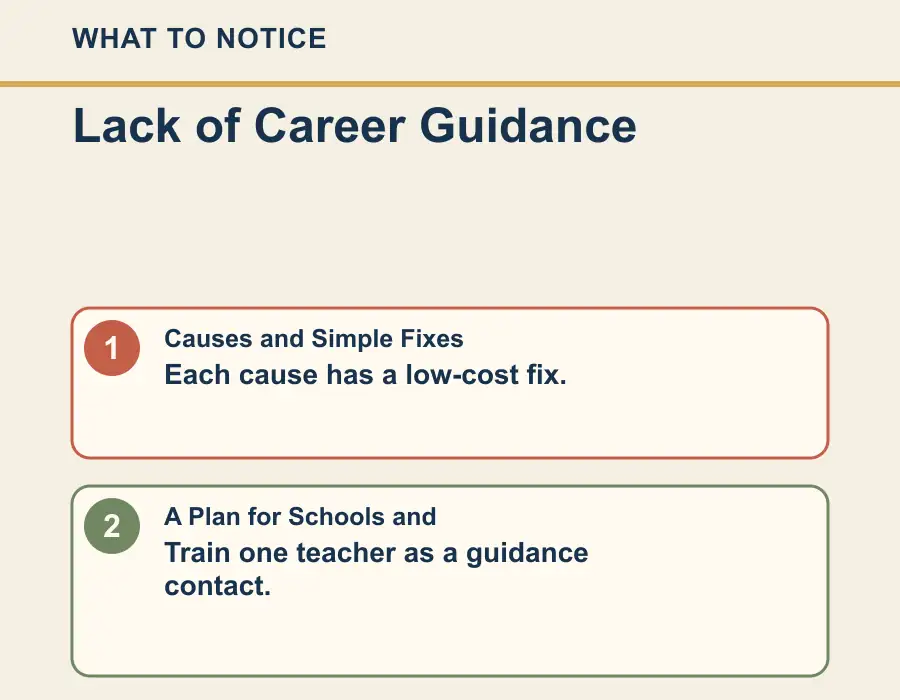 WHAT TO NOTICE
Lack of Career Guidance
1
Causes and Simple Fixes
Each cause has a low-cost fix.
2
A Plan for Schools and
Train one teacher as a guidance
contact.